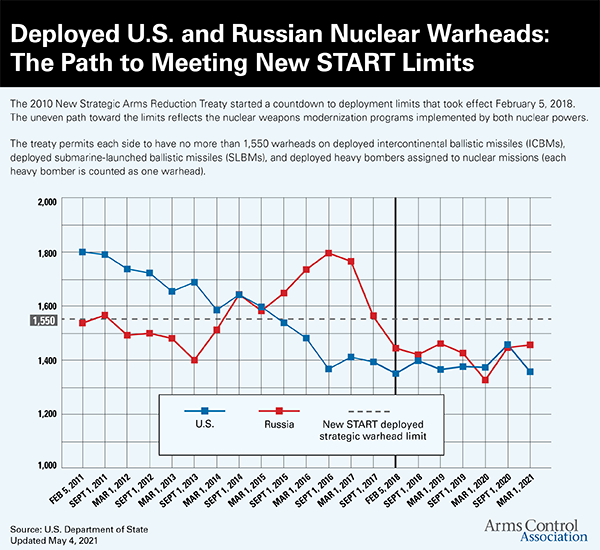 Deployed U.S. and Russian Nuclear Warheads:
The Path to Meeting New START Limits
The 2010 New Strategic Arms Reduction Treaty started a countdown to deployment limits that took effect February 5, 2018.
The uneven path toward the limits reflects the nuclear weapons modernization programs implemented by both nuclear powers.
The treaty permits each side to have no more than 1,550 warheads on deployed intercontinental ballistic missiles (ICBMs),
deployed submarine-launched ballistic missiles (SLBMs), and deployed heavy bombers assigned to nuclear missions (each
heavy bomber is counted as one warhead).
2,000
1,800
1,600
1,550
1,400
1,200
1,000
U.S.
Russia
New START deployed
strategic warhead limit
FEB 5, 2011
SEPT 1, 2011
MAR 1, 2012
SEPT 1, 2012
MAR 1, 2013
SEPT 1, 2013
MAR 1, 2014
SEPT 1, 2014
MAR 1, 2015
SEPT 1, 2015
MAR 1, 2016
SEPT 1, 2016
MAR 1, 2017
SEPT 1, 2017
FEB 5, 2018
SEPT 1, 2018
MAR 1, 2019
SEPT 1, 2019
MAR 1, 2020
SEPT 1, 2020
MAR 1, 2021
Source: U.S. Department of State
Updated May 4, 2021
Arms Control
Association